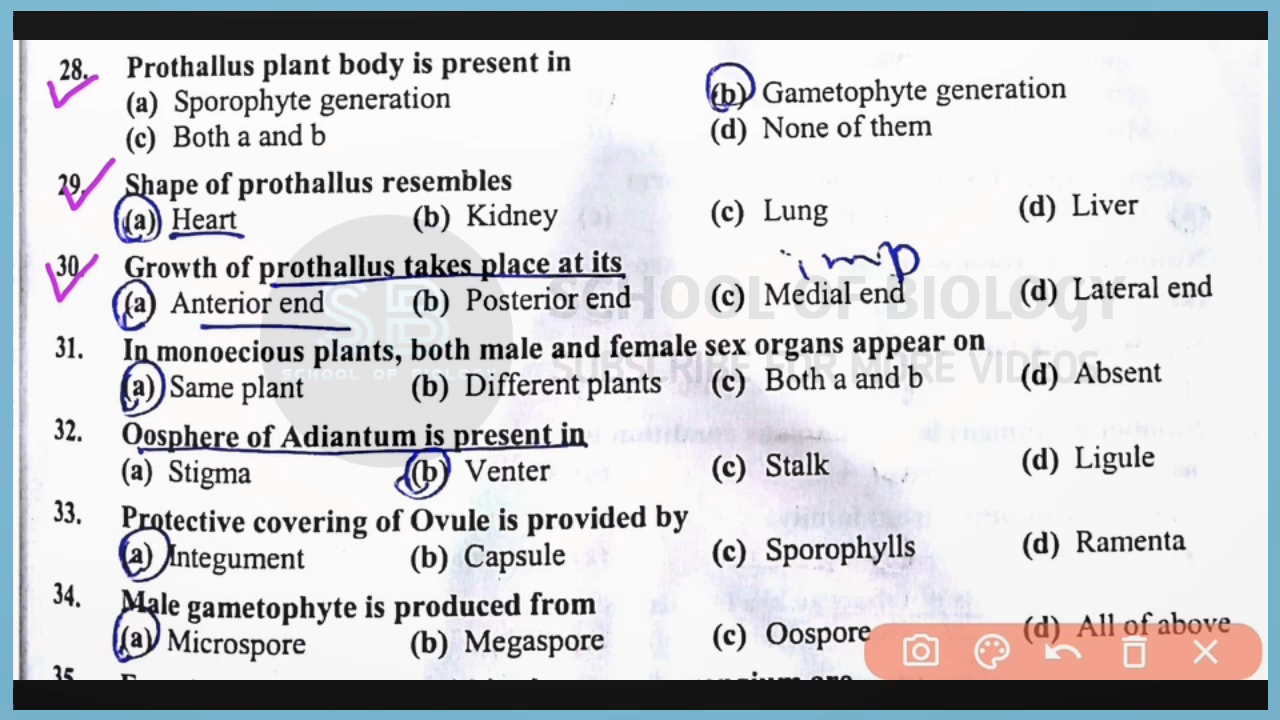 28. Prothallus plant body is present in
(a) Sporophyte generation (b) Gametophyte generation
(c) Both a and b (d) None of them
29. Shape of prothallus resembles
(a) Heart (b) Kidney (c) Lung (d) Liver
imp
30. Growth of prothallus takes place at its
(a) Anterior end (b) Posterior end (c) Medial end (d) Lateral end
SB
SCHOOL OF BIOLOGY
31. In monoecious plants, both male and female sex organs appear on
SCHOOL OF BIOLOGY
SUBSCRIBE FOR MORE VIDEOS
(a) Same plant (b) Different plants (c) Both a and b (d) Absent
32. Oosphere of Adiantum is present in
(a) Stigma (b) Venter (c) Stalk (d) Ligule
33. Protective covering of Ovule is provided by
(a) Integument (b) Capsule (c) Sporophylls (d) Ramenta
34. Male gametophyte is produced from
(a) Microspore (b) Megaspore (c) Oospore (d) All of above